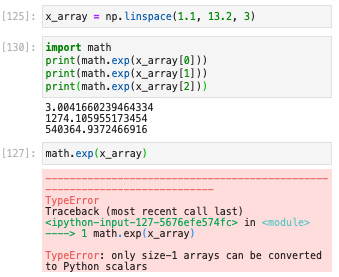 [125]: x_array = np.linspace(1.1, 13.2, 3)
[130]: import math
print(math.exp(x_array[0]))
print(math.exp(x_array[1]))
print(math.exp(x_array[2]))
3.0041660239464334
1274.105955173454
540364.9372466916
[127]: math.exp(x_array)
---------------------------------------------------
---------------------------
TypeError
Traceback (most recent call last)
<ipython-input-127-5676efe574fc> in <module>
----> 1 math.exp(x_array)
TypeError: only size-1 arrays can be converted
to Python scalars